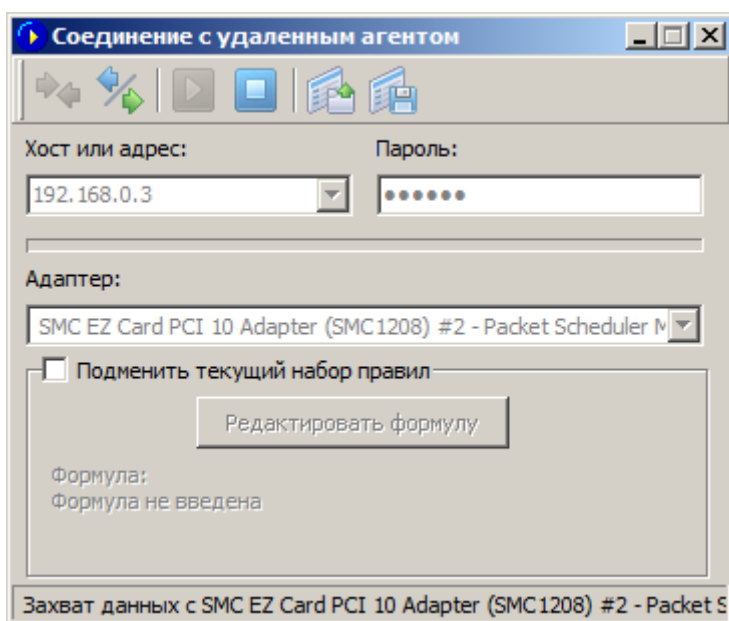 Соединение с удаленным агентом
Хост или адрес:
Пароль:
192.168.0.3
••••••
Адаптер:
SMC EZ Card PCI 10 Adapter (SMC1208) #2 - Packet Scheduler
Подменить текущий набор правил
Редактировать формулу
Формула:
Формула не введена
Захват данных с SMC EZ Card PCI 10 Adapter (SMC1208) #2 - Packet